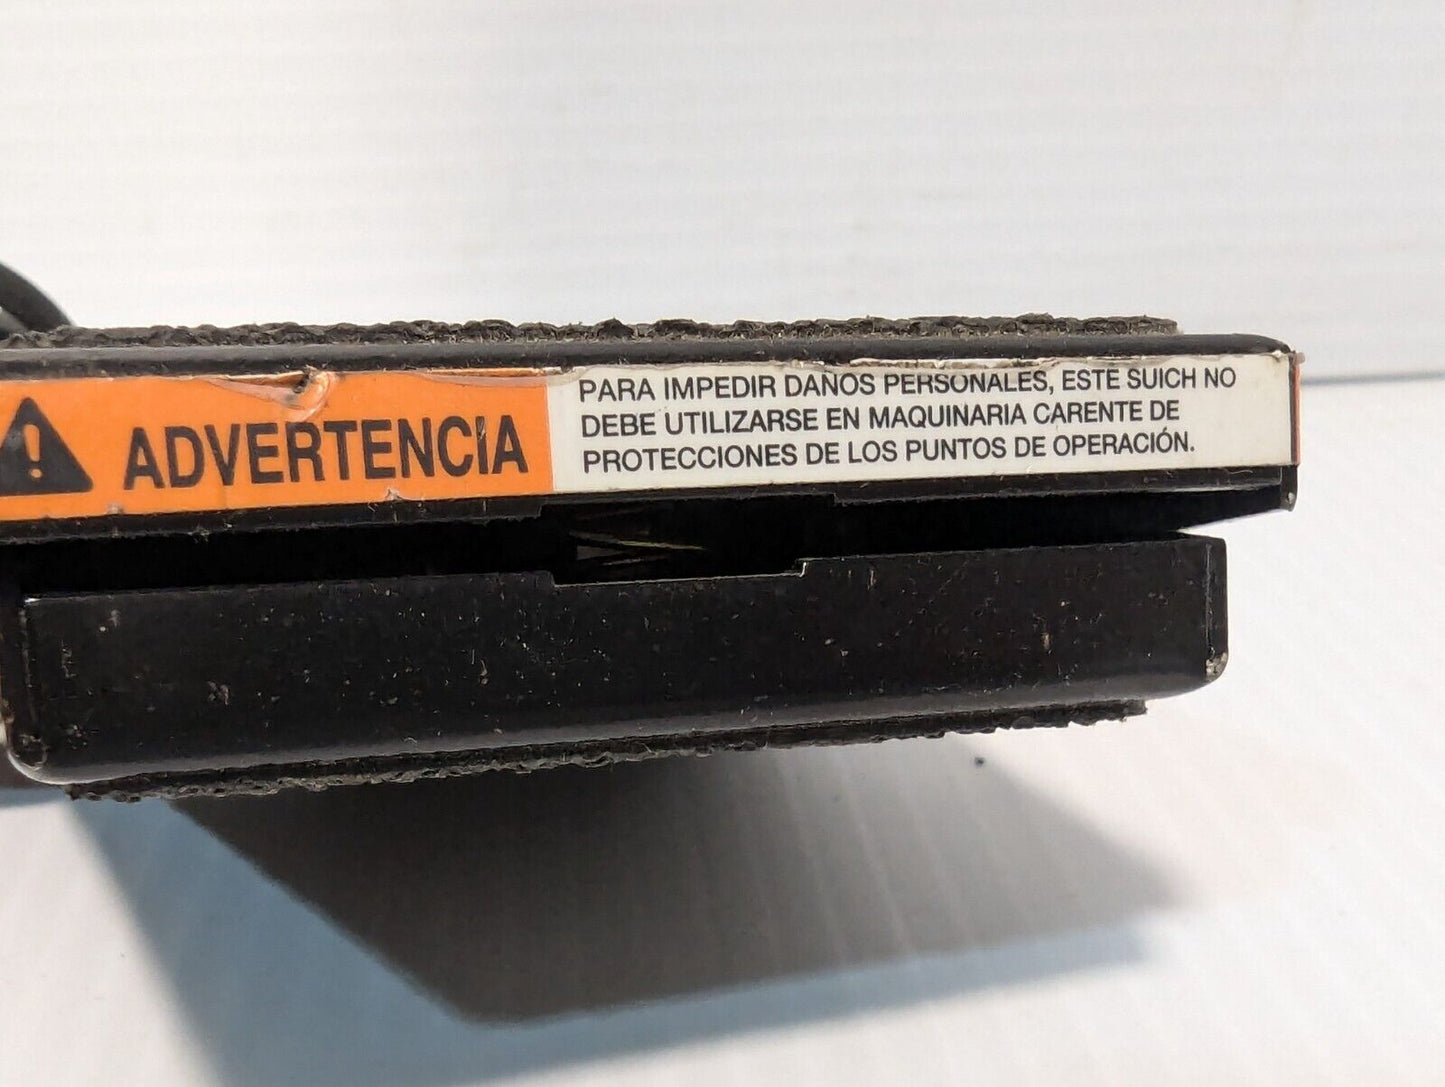 ADVERTENCIA
PARA IMPEDIR DAÑOS PERSONALES, ESTE SUICH NO
DEBE UTILIZARSE EN MAQUINARIA CARENTE DE
PROTECCIONES DE LOS PUNTOS DE OPERACIÓN.